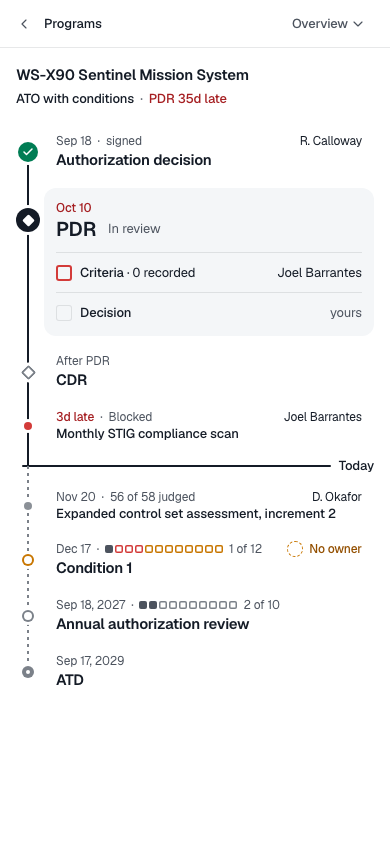 Programs
Overview
WS-X90 Sentinel Mission System
ATO with conditions · PDR 35d late
Sep 18 · signed
R. Calloway
Authorization decision
Oct 10
PDR In review
Criteria · 0 recorded
Joel Barrantes
Decision
yours
After PDR
CDR
3d late · Blocked
Joel Barrantes
Monthly STIG compliance scan
Today
Nov 20 · 56 of 58 judged
D. Okafor
Expanded control set assessment, increment 2
Dec 17 · 1 of 12
No owner
Condition 1
Sep 18, 2027 · 2 of 10
Annual authorization review
Sep 17, 2029
ATD